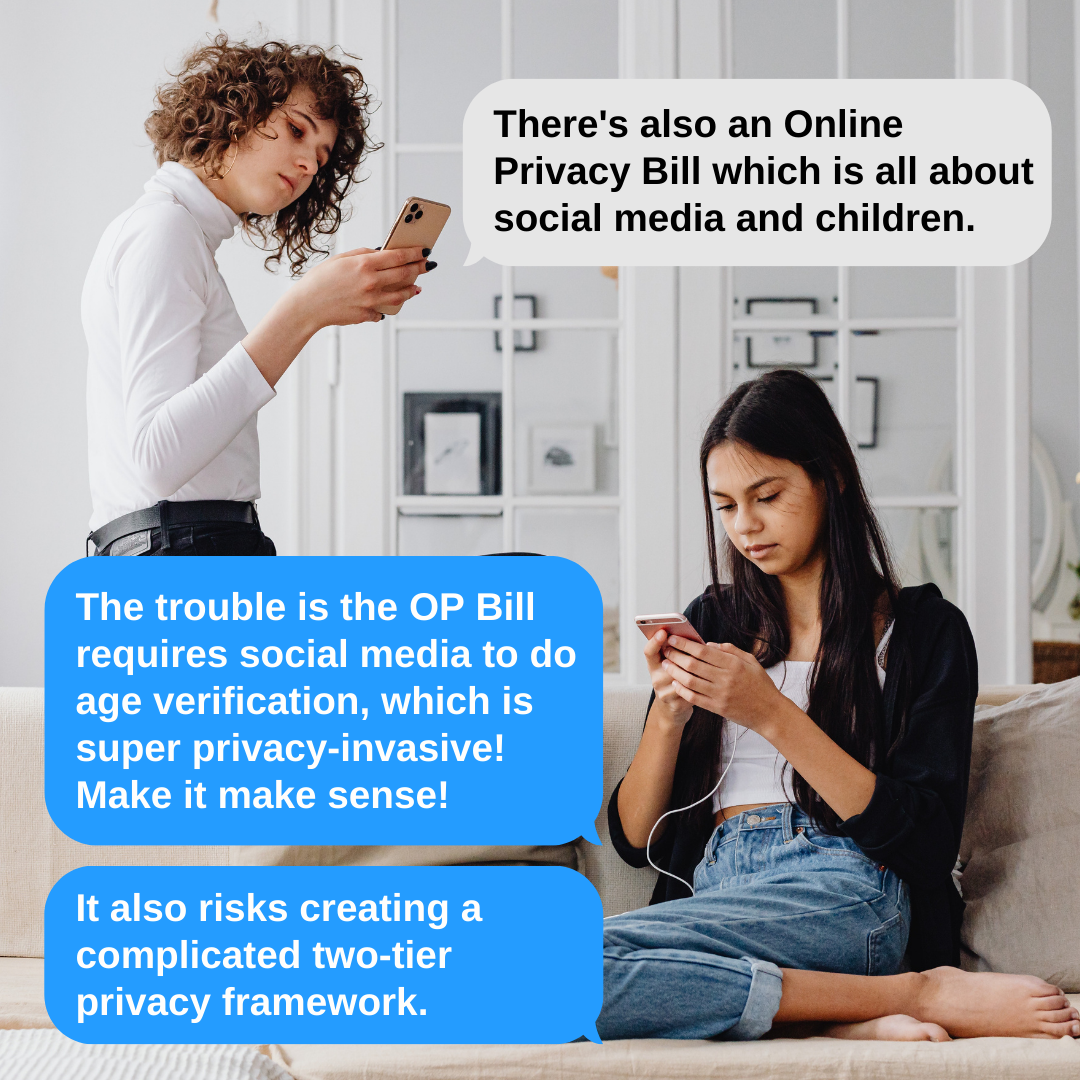 There's also an Online
Privacy Bill which is all about
social media and children.
The trouble is the OP Bill
requires social media to do
age verification, which is
super privacy-invasive!
Make it make sense!
It also risks creating a
complicated two-tier
privacy framework.